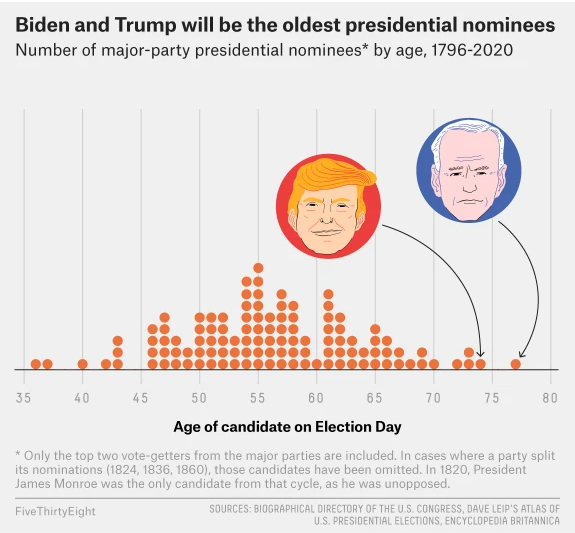 Biden and Trump will be the oldest presidential nominees
Number of major-party presidential nominees* by age, 1796-2020
35 40 45 50 55 60 65 70 75 80
Age of candidate on Election Day
* Only the top two vote-getters from the major parties are included. In cases where a party split
its nominations (1824, 1836, 1860), those candidates have been omitted. In 1820, President
James Monroe was the only candidate from that cycle, as he was unopposed.
FiveThirtyEight
SOURCES: BIOGRAPHICAL DIRECTORY OF THE U.S. CONGRESS, DAVE LEIP'S ATLAS OF
U.S. PRESIDENTIAL ELECTIONS, ENCYCLOPEDIA BRITANNICA